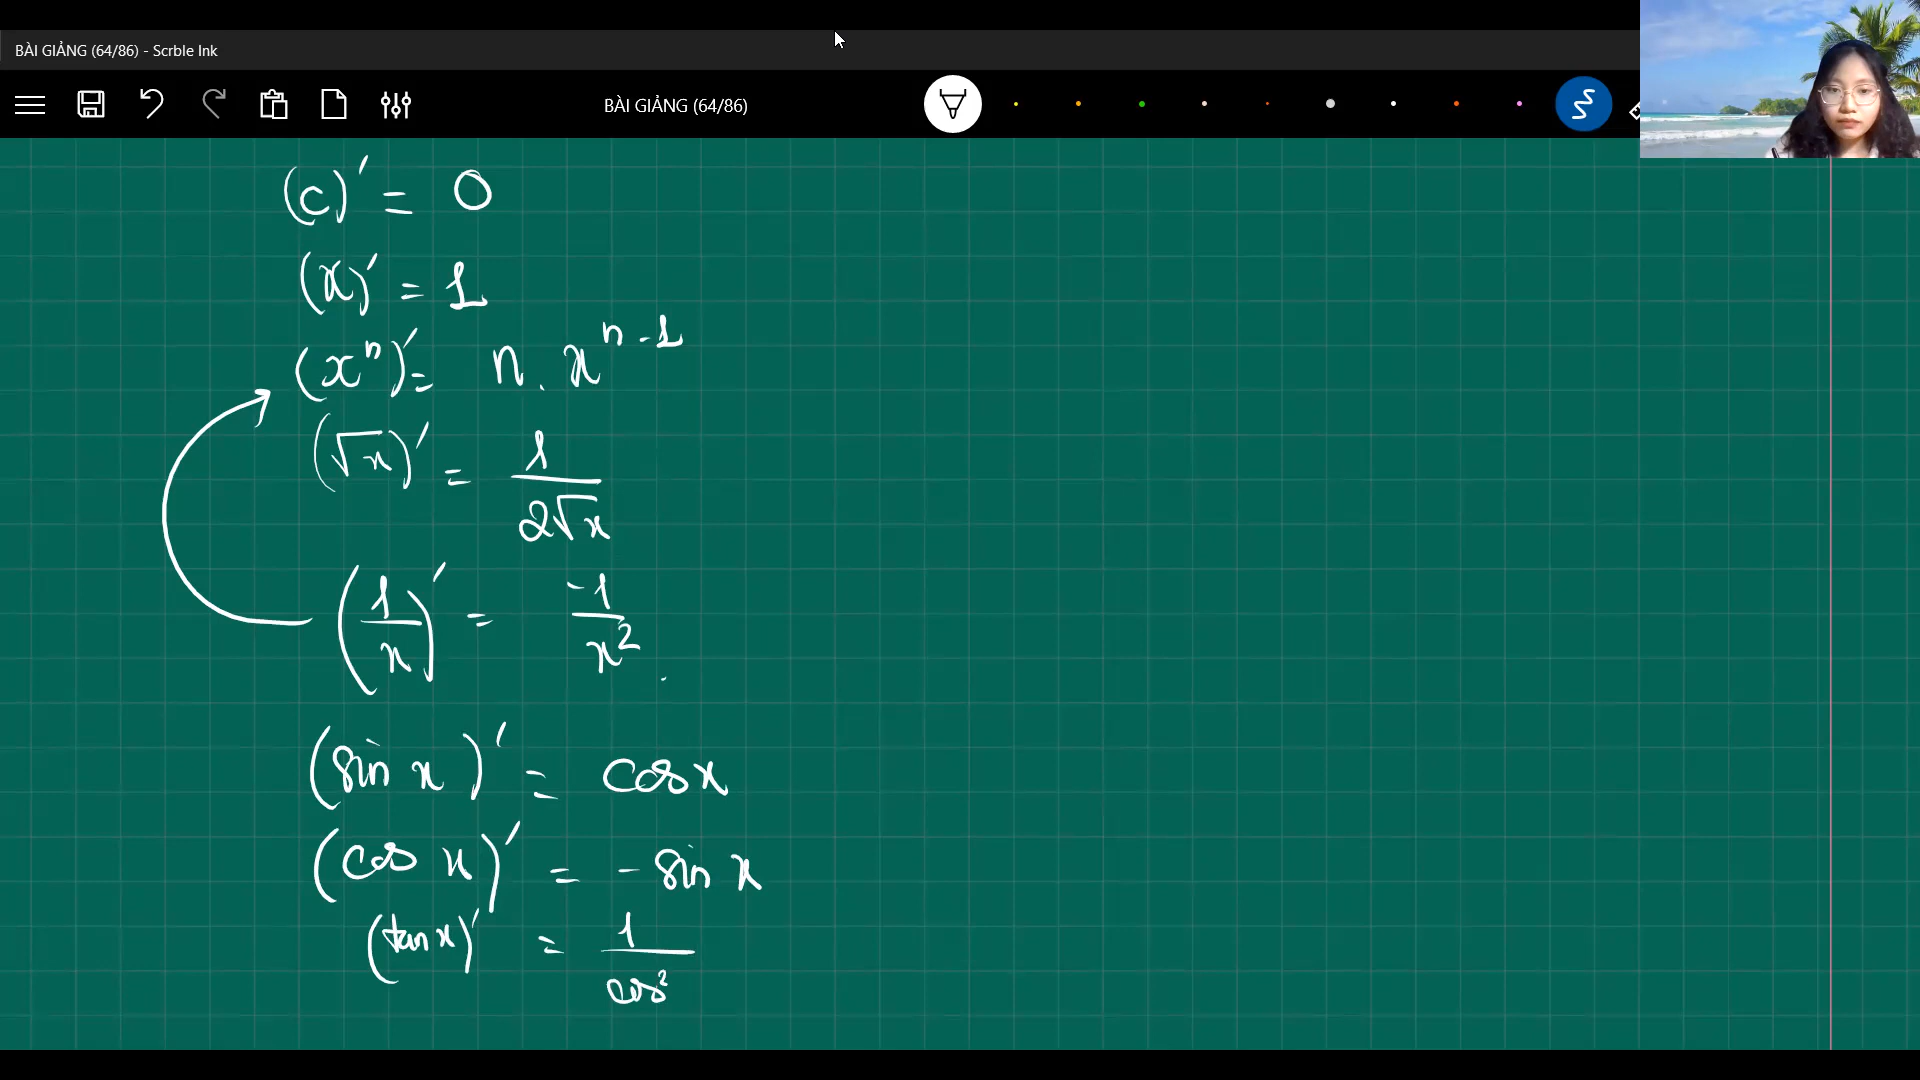 BÀI GIẢNG (64/86) - Scrble Ink
BÀI GIẢNG (64/86)
(c)' = 0
(x)' = 1
(xⁿ)' = n . xⁿ⁻¹
(√x)' = 1/(2√x)
(1/x)' = -1/x² .
(sin x)' = cos x
(cos x)' = - sin x
(tan x)' = 1/cos²